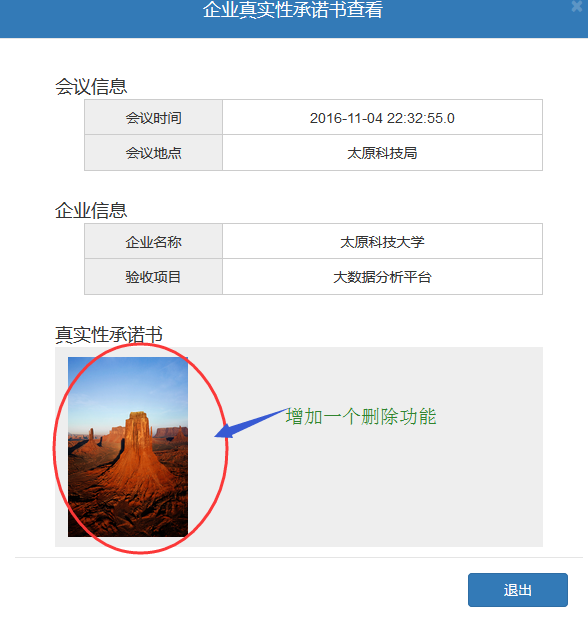 企业真实性承诺书查看
×
会议信息
会议时间 2016-11-04 22:32:55.0
会议地点 太原科技局
企业信息
企业名称 太原科技大学
验收项目 大数据分析平台
真实性承诺书
增加一个删除功能
退出